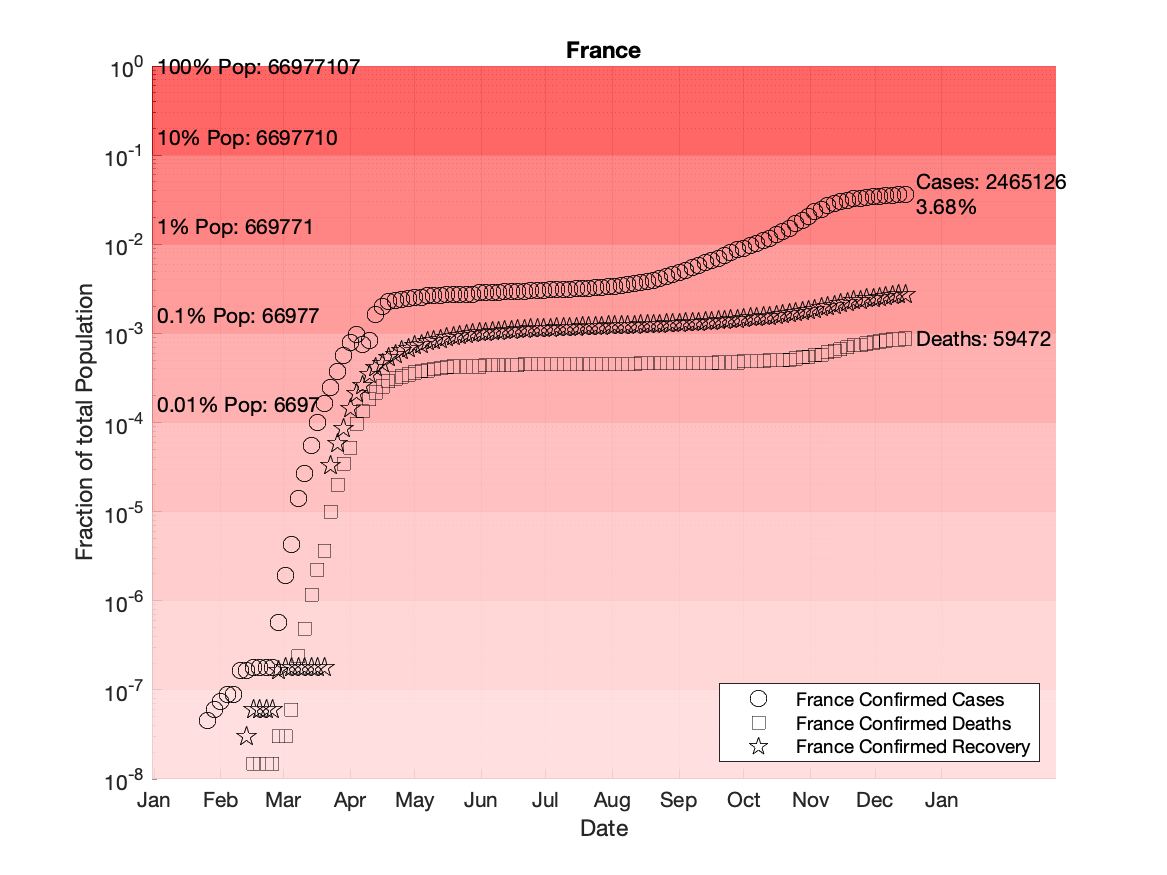 France
10^0
100% Pop: 66977107
10% Pop: 6697710
10^-1
Cases: 2465126
3.68%
1% Pop: 669771
10^-2
0.1% Pop: 66977
10^-3
Deaths: 59472
0.01% Pop: 6697
10^-4
10^-5
10^-6
10^-7
10^-8
Fraction of total Population
France Confirmed Cases
France Confirmed Deaths
France Confirmed Recovery
Jan Feb Mar Apr May Jun Jul Aug Sep Oct Nov Dec Jan
Date